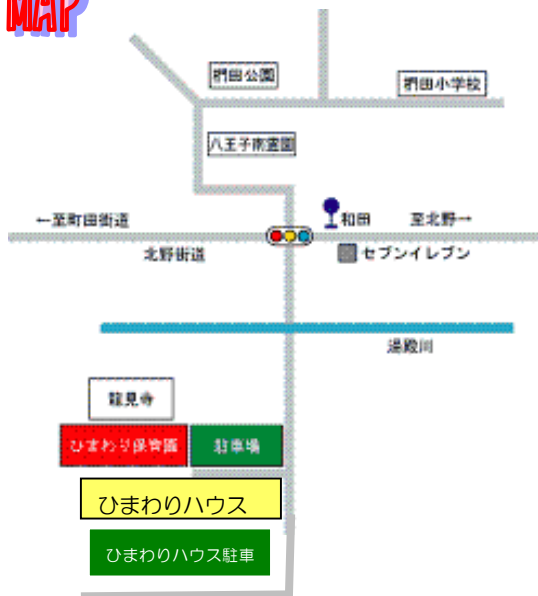 MAP
椚田公園
椚田小学校
八王子南霊園
←至町田街道
和田
至北野→
北野街道
セブンイレブン
湯殿川
龍見寺
ひまわり保育園
駐車場
ひまわりハウス
ひまわりハウス駐車